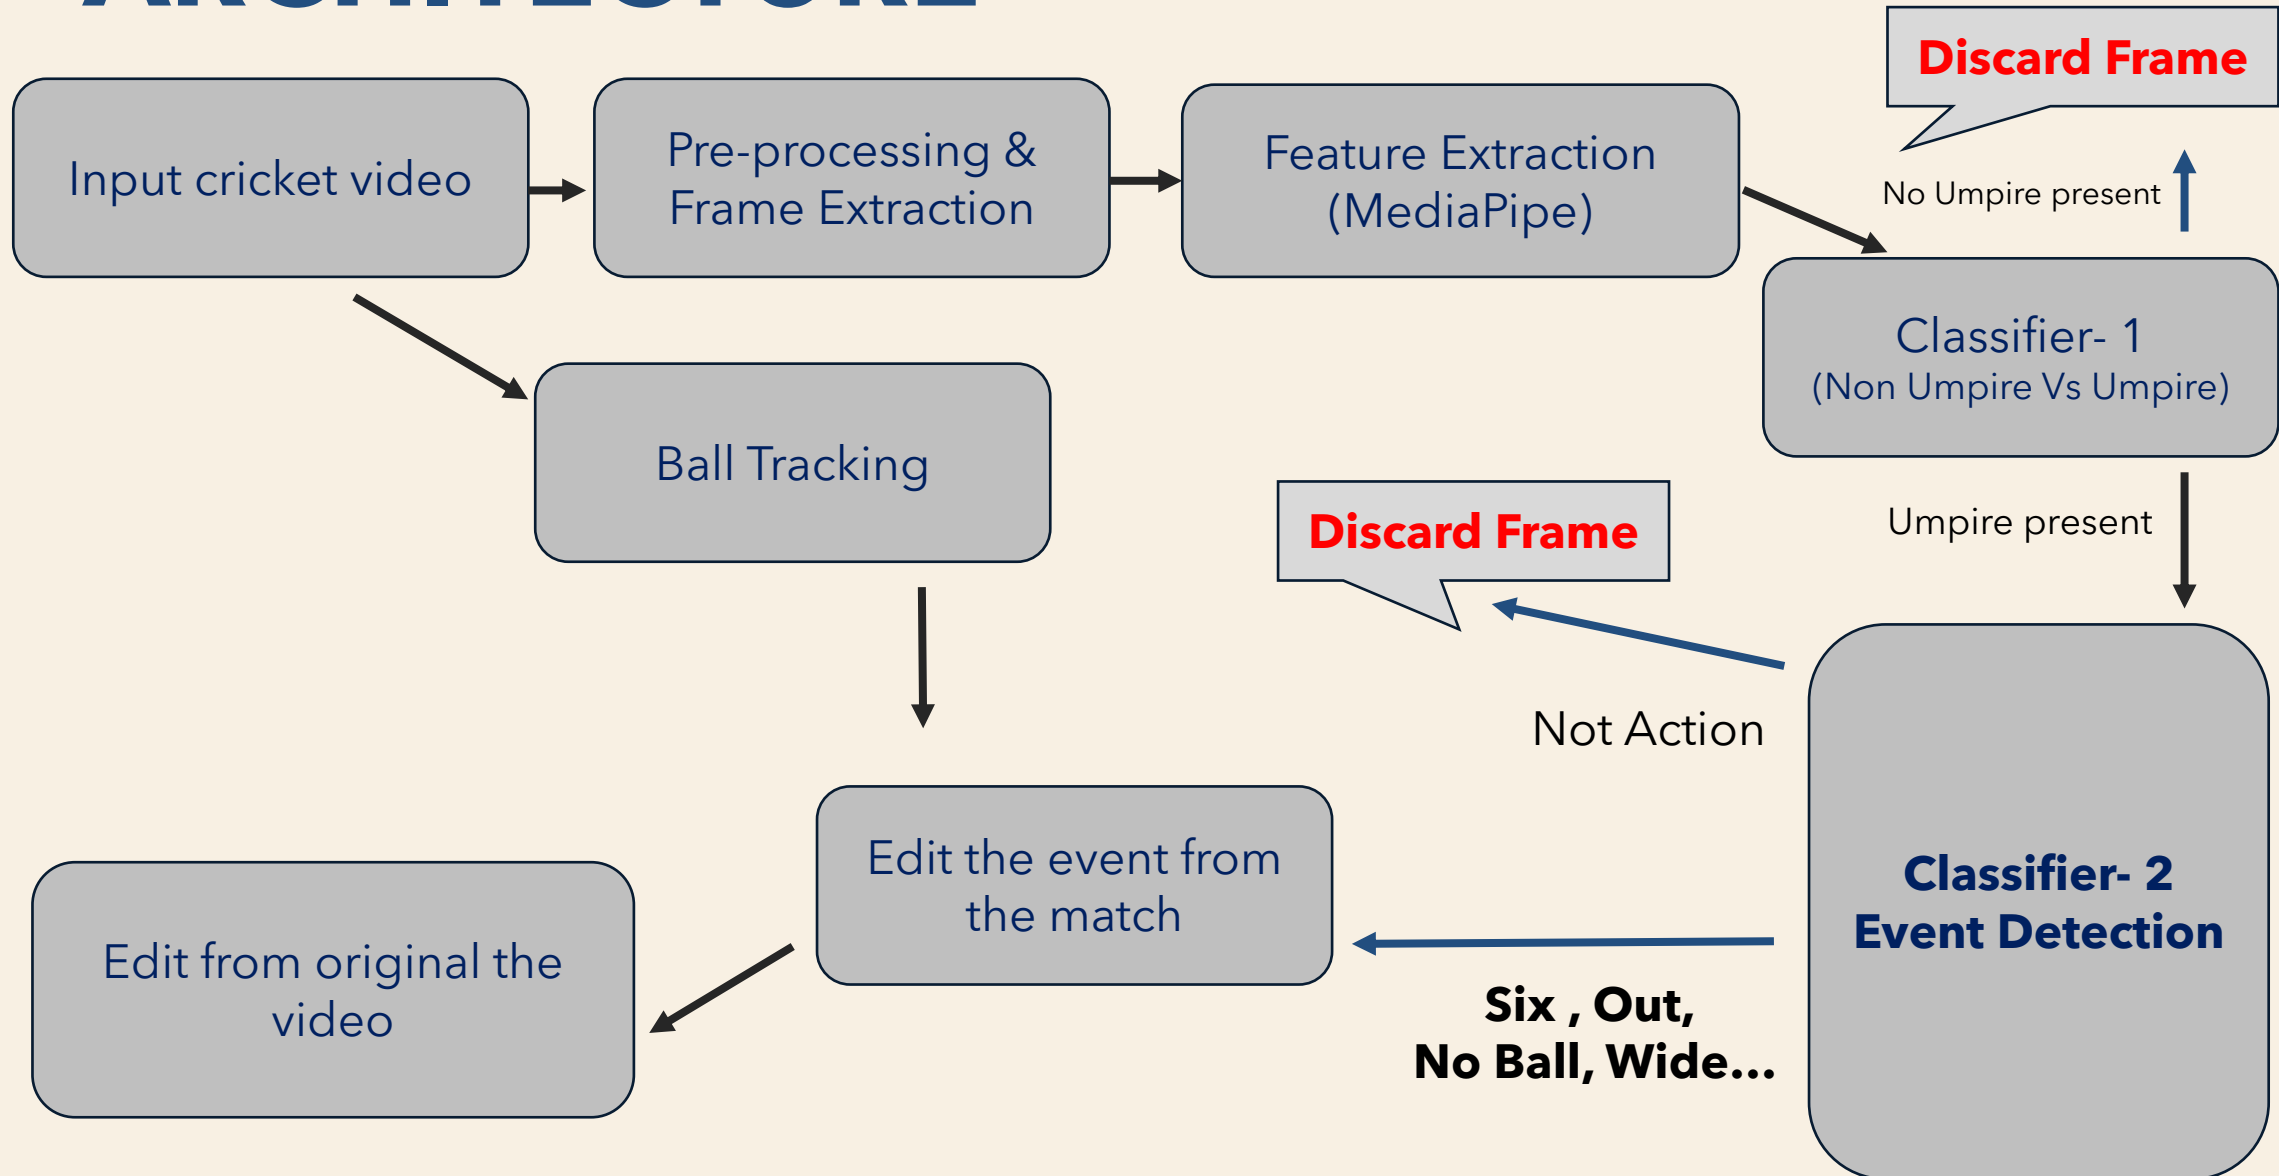 ARCHITECTURE
Discard Frame
Input cricket video
Pre-processing &
Frame Extraction
Feature Extraction
(MediaPipe)
No Umpire present
Classifier- 1
(Non Umpire Vs Umpire)
Ball Tracking
Discard Frame
Umpire present
Not Action
Edit the event from
the match
Classifier- 2
Event Detection
Edit from original the
video
Six , Out,
No Ball, Wide...